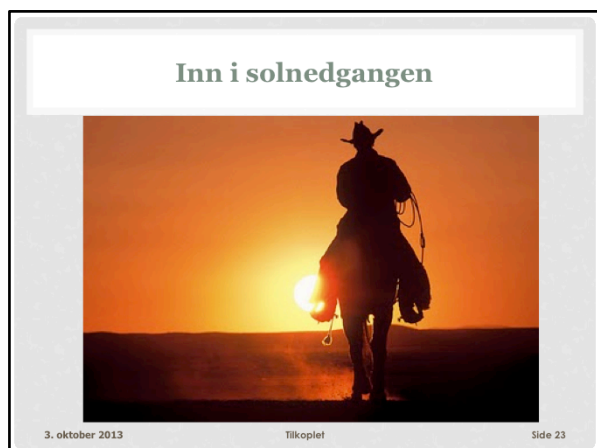 Inn i solnedgangen
3. oktober 2013
Tilkoplet
Side 23